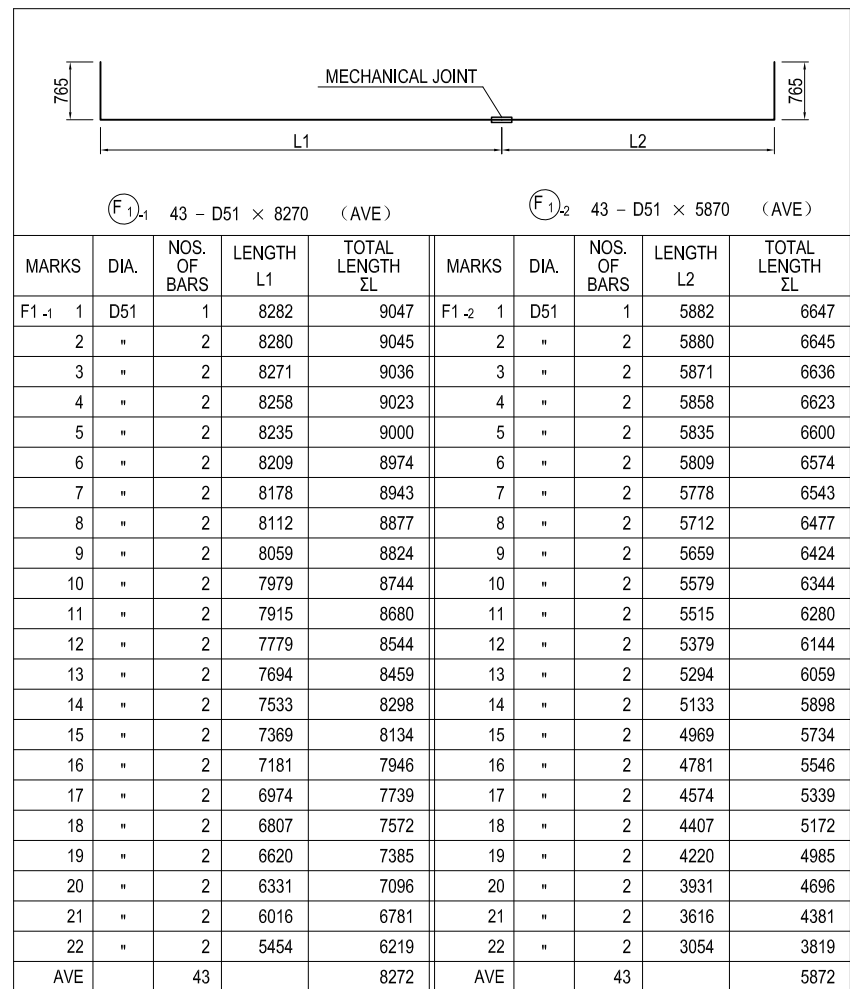 765
MECHANICAL JOINT
765
L1
L2
F 1 -1 43 - D51 × 8270 (AVE)
F 1 -2 43 - D51 × 5870 (AVE)
MARKS DIA. NOS. OF BARS LENGTH L1 TOTAL LENGTH ΣL MARKS DIA. NOS. OF BARS LENGTH L2 TOTAL LENGTH ΣL
F1 -1 1 D51 1 8282 9047 F1 -2 1 D51 1 5882 6647
2 " 2 8280 9045 2 " 2 5880 6645
3 " 2 8271 9036 3 " 2 5871 6636
4 " 2 8258 9023 4 " 2 5858 6623
5 " 2 8235 9000 5 " 2 5835 6600
6 " 2 8209 8974 6 " 2 5809 6574
7 " 2 8178 8943 7 " 2 5778 6543
8 " 2 8112 8877 8 " 2 5712 6477
9 " 2 8059 8824 9 " 2 5659 6424
10 " 2 7979 8744 10 " 2 5579 6344
11 " 2 7915 8680 11 " 2 5515 6280
12 " 2 7779 8544 12 " 2 5379 6144
13 " 2 7694 8459 13 " 2 5294 6059
14 " 2 7533 8298 14 " 2 5133 5898
15 " 2 7369 8134 15 " 2 4969 5734
16 " 2 7181 7946 16 " 2 4781 5546
17 " 2 6974 7739 17 " 2 4574 5339
18 " 2 6807 7572 18 " 2 4407 5172
19 " 2 6620 7385 19 " 2 4220 4985
20 " 2 6331 7096 20 " 2 3931 4696
21 " 2 6016 6781 21 " 2 3616 4381
22 " 2 5454 6219 22 " 2 3054 3819
AVE 43 8272 AVE 43 5872